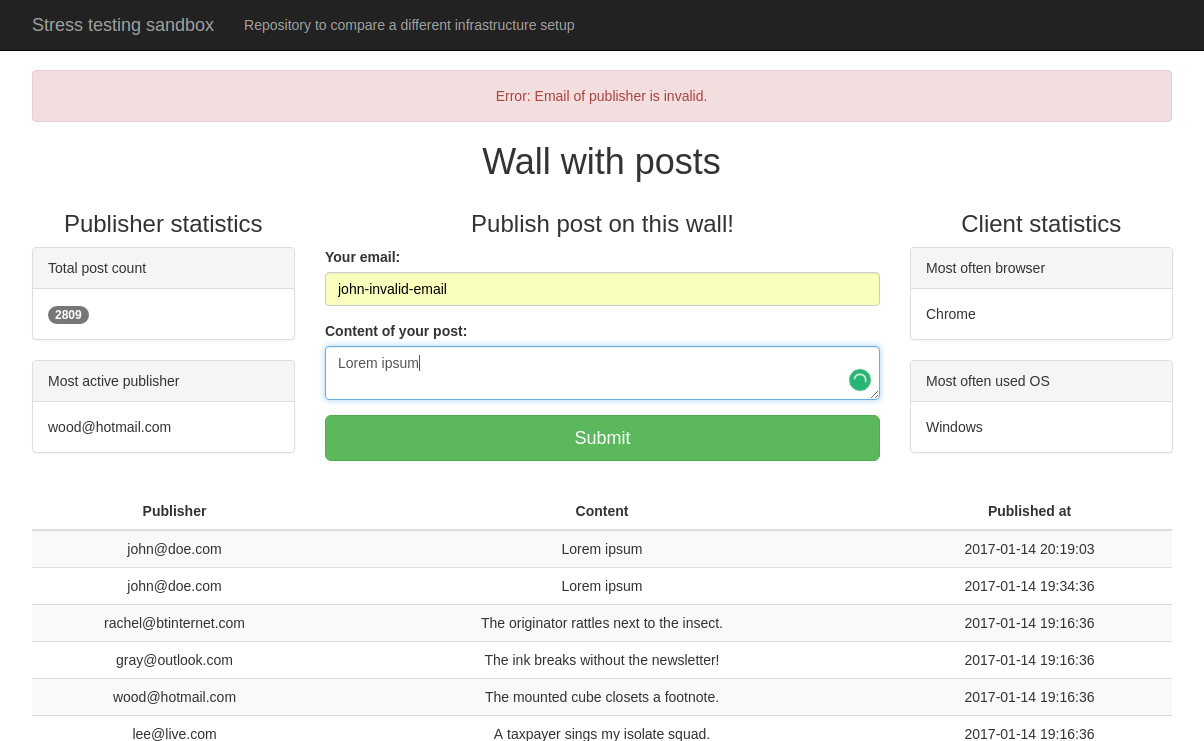 Stress testing sandbox Repository to compare a different infrastructure setup
Error: Email of publisher is invalid.
Wall with posts
Publisher statistics
Total post count
2809
Most active publisher
wood@hotmail.com
Publish post on this wall!
Your email:
john-invalid-email
Content of your post:
Lorem ipsum
Submit
Client statistics
Most often browser
Chrome
Most often used OS
Windows
Publisher Content Published at
john@doe.com Lorem ipsum 2017-01-14 20:19:03
john@doe.com Lorem ipsum 2017-01-14 19:34:36
rachel@btinternet.com The originator rattles next to the insect. 2017-01-14 19:16:36
gray@outlook.com The ink breaks without the newsletter! 2017-01-14 19:16:36
wood@hotmail.com The mounted cube closets a footnote. 2017-01-14 19:16:36
lee@live.com A taxpayer sings my isolate squad. 2017-01-14 19:16:36